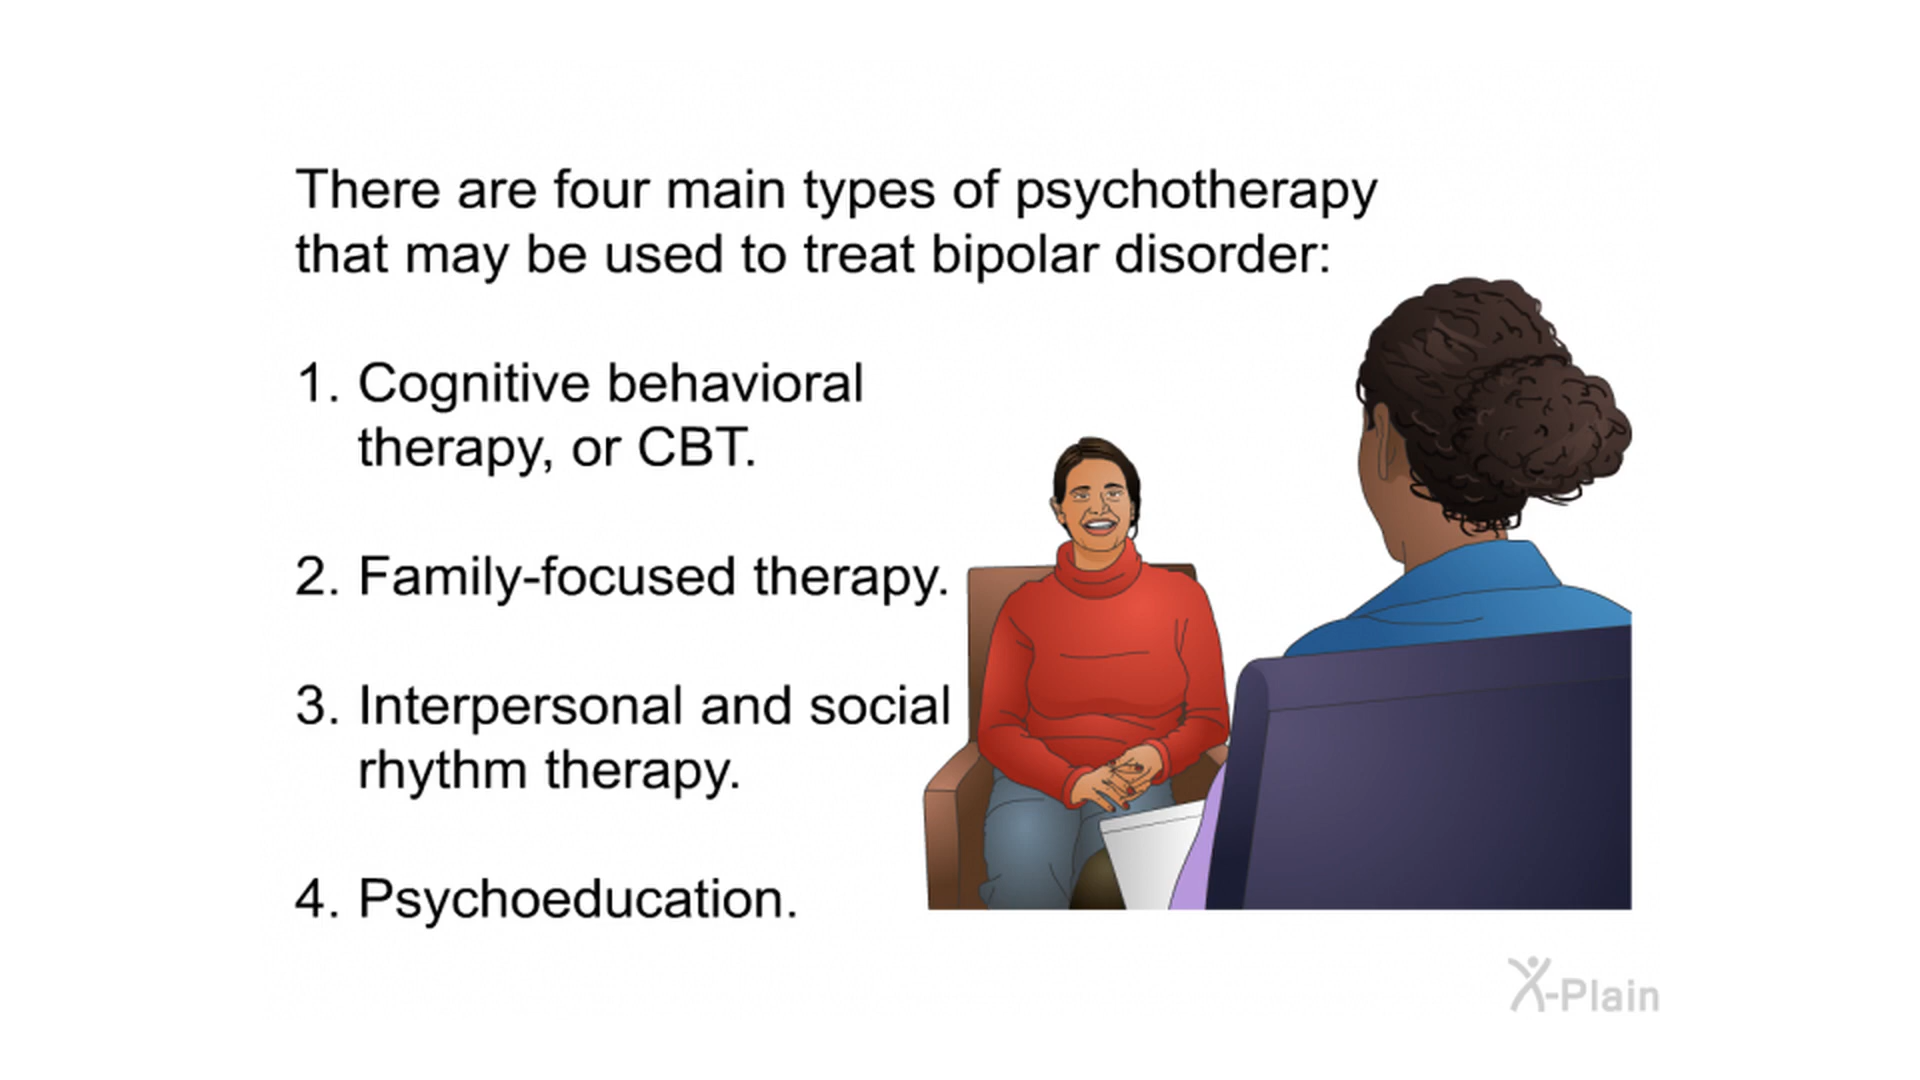 There are four main types of psychotherapy
that may be used to treat bipolar disorder:
1. Cognitive behavioral
therapy, or CBT.
2. Family-focused therapy.
3. Interpersonal and social
rhythm therapy.
4. Psychoeducation.
X-Plain